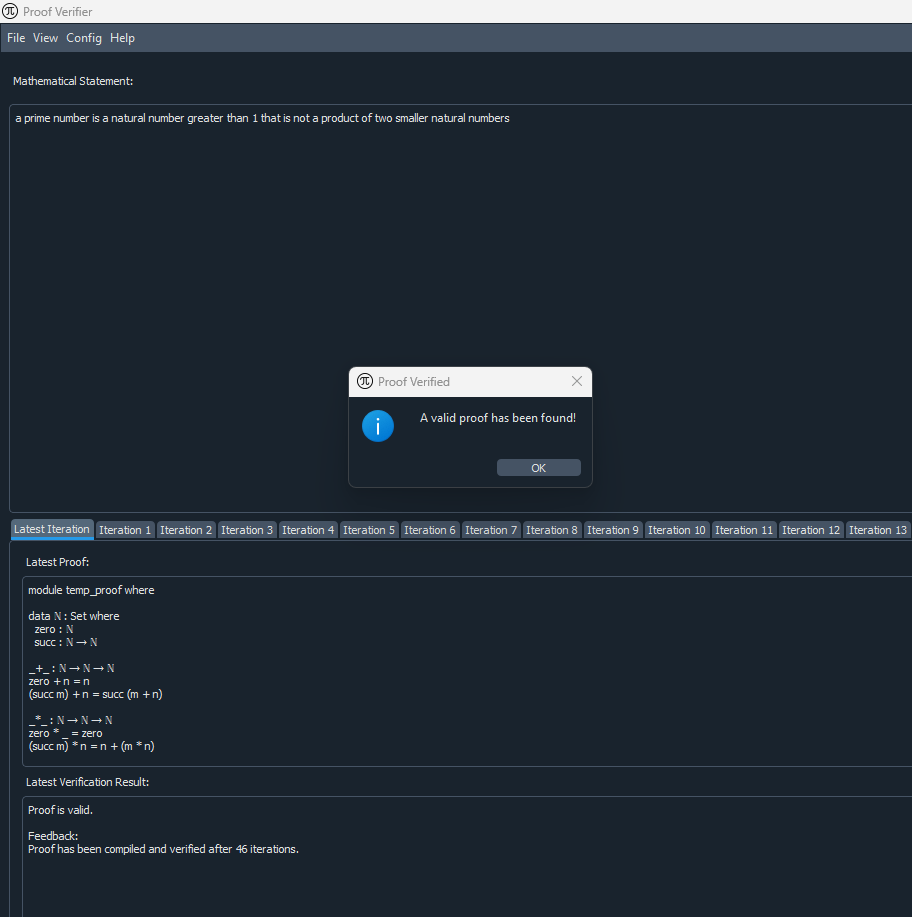 Proof Verifier
File View Config Help
Mathematical Statement:
a prime number is a natural number greater than 1 that is not a product of two smaller natural numbers
Proof Verified
A valid proof has been found!
OK
Latest Iteration Iteration 1 Iteration 2 Iteration 3 Iteration 4 Iteration 5 Iteration 6 Iteration 7 Iteration 8 Iteration 9 Iteration 10 Iteration 11 Iteration 12 Iteration 13
Latest Proof:
module temp_proof where
data ℕ : Set where
zero : ℕ
succ : ℕ → ℕ
_+_ : ℕ → ℕ → ℕ
zero + n = n
(succ m) + n = succ (m + n)
_*_ : ℕ → ℕ → ℕ
zero * _ = zero
(succ m) * n = n + (m * n)
Latest Verification Result:
Proof is valid.
Feedback:
Proof has been compiled and verified after 46 iterations.